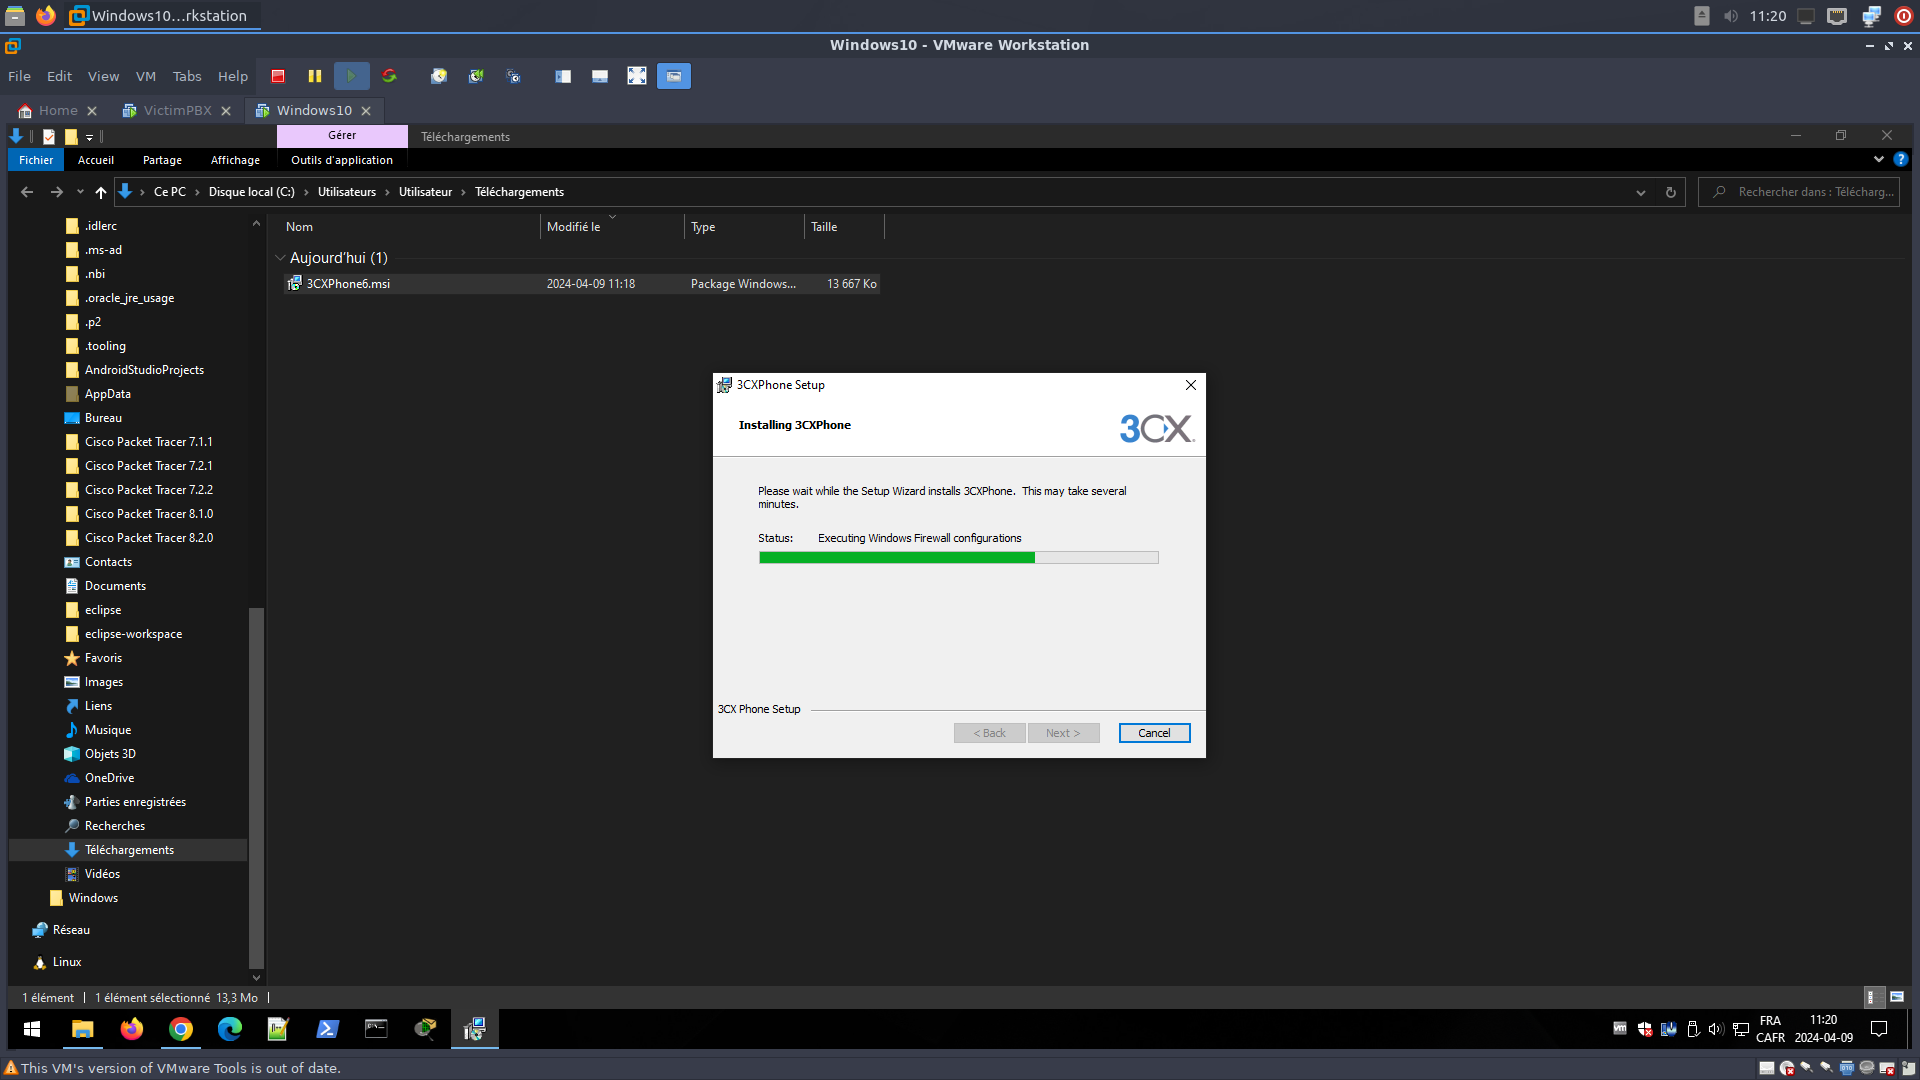 Windows10...rkstation
11:20
Windows10 - VMware Workstation
File Edit View VM Tabs Help
Home VictimPBX Windows10
Gérer Téléchargements
Fichier Accueil Partage Affichage Outils d'application
Ce PC > Disque local (C:) > Utilisateurs > Utilisateur > Téléchargements
Rechercher dans : Télécharg...
Nom Modifié le Type Taille
Aujourd'hui (1)
3CXPhone6.msi 2024-04-09 11:18 Package Windows... 13 667 Ko
.idlerc
.ms-ad
.nbi
.oracle_jre_usage
.p2
.tooling
AndroidStudioProjects
AppData
Bureau
Cisco Packet Tracer 7.1.1
Cisco Packet Tracer 7.2.1
Cisco Packet Tracer 7.2.2
Cisco Packet Tracer 8.1.0
Cisco Packet Tracer 8.2.0
Contacts
Documents
eclipse
eclipse-workspace
Favoris
Images
Liens
Musique
Objets 3D
OneDrive
Parties enregistrées
Recherches
Téléchargements
Vidéos
Windows
Réseau
Linux
3CXPhone Setup
Installing 3CXPhone
3CX
Please wait while the Setup Wizard installs 3CXPhone. This may take several
minutes.
Status: Executing Windows Firewall configurations
3CX Phone Setup
< Back Next > Cancel
1 élément 1 élément sélectionné 13,3 Mo
vm
FRA
CAFR
11:20
2024-04-09
This VM's version of VMware Tools is out of date.